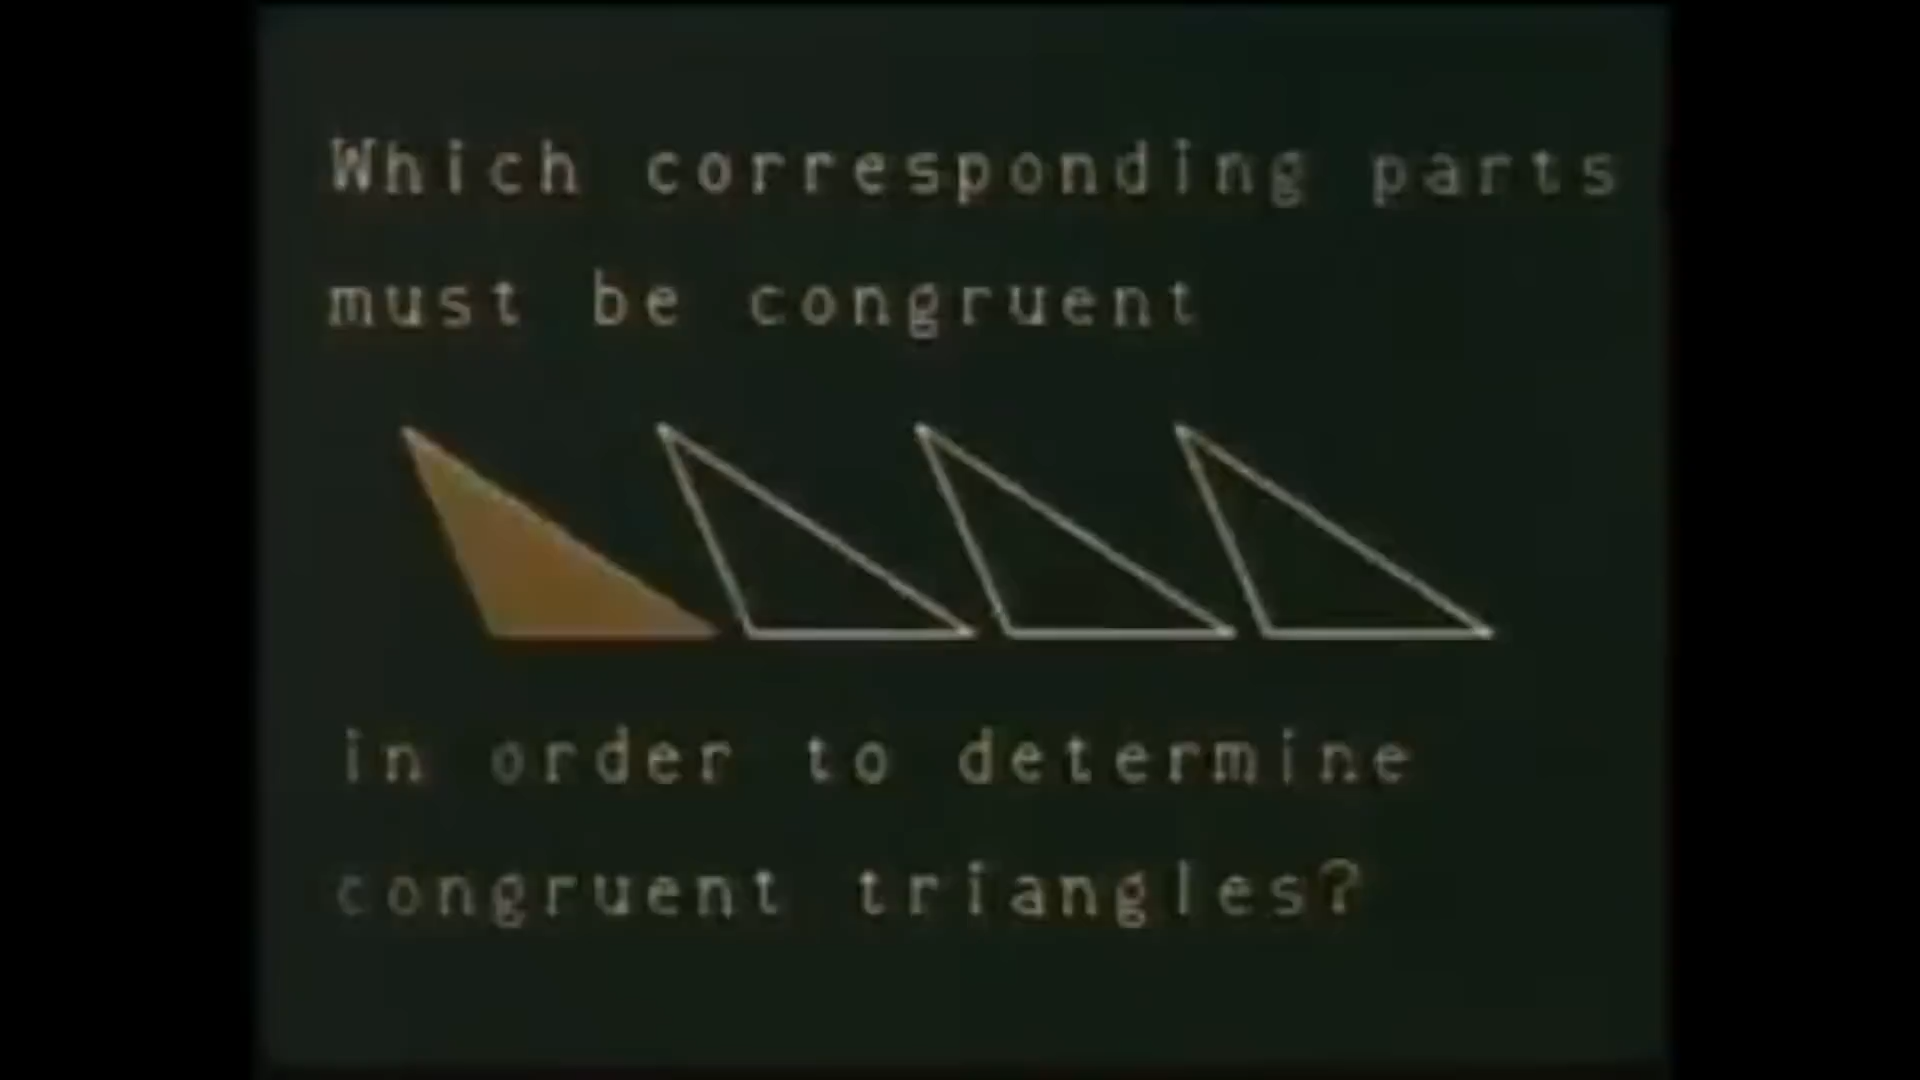 Which corresponding parts
must be congruent
in order to determine
congruent triangles?